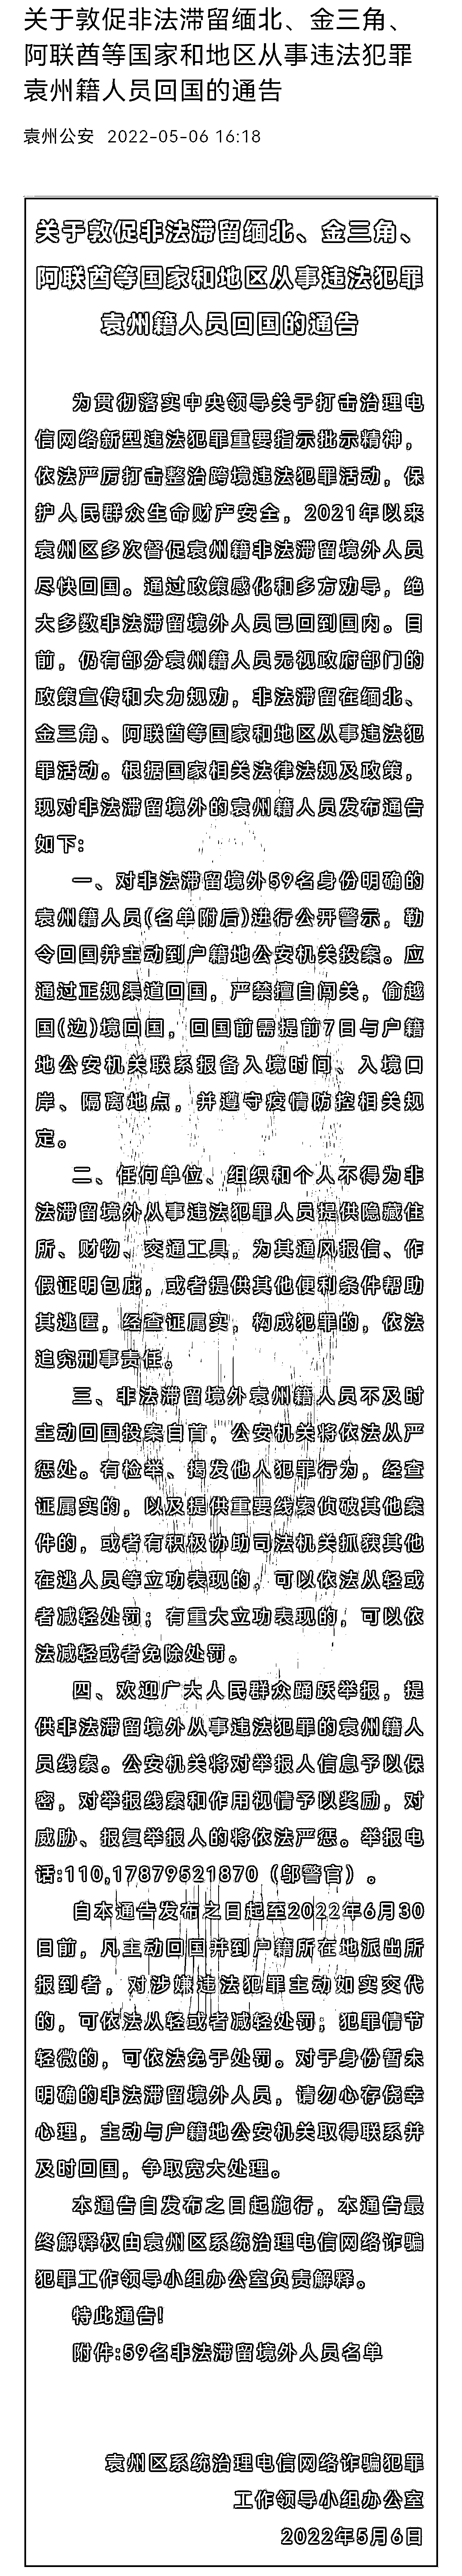 关于敦促非法滞留缅北、金三角、
阿联酋等国家和地区从事违法犯罪
袁州籍人员回国的通告
袁州公安 2022-05-06 16:18
关于敦促非法滞留缅北、金三角、
阿联酋等国家和地区从事违法犯罪
袁州籍人员回国的通告
为贯彻落实中央领导关于打击治理电
信网络新型违法犯罪重要指示批示精神，
依法严厉打击整治跨境违法犯罪活动，保
护人民群众生命财产安全，2021年以来
袁州区多次督促袁州籍非法滞留境外人员
尽快回国。通过政策感化和多方劝导，绝
大多数非法滞留境外人员已回到国内。目
前，仍有部分袁州籍人员无视政府部门的
政策宣传和大力规劝，非法滞留在缅北、
金三角、阿联酋等国家和地区从事违法犯
罪活动。根据国家相关法律法规及政策，
现对非法滞留境外的袁州籍人员发布通告
如下：
一、对非法滞留境外59名身份明确的
袁州籍人员(名单附后)进行公开警示，勒
令回国并主动到户籍地公安机关投案。应
通过正规渠道回国，严禁擅自闯关，偷越
国(边)境回国，回国前需提前7日与户籍
地公安机关联系报备入境时间、入境口
岸、隔离地点，并遵守疫情防控相关规
定。
二、任何单位、组织和个人不得为非
法滞留境外从事违法犯罪人员提供隐藏住
所、财物、交通工具，为其通风报信、作
假证明包庇，或者提供其他便利条件帮助
其逃匿，经查证属实，构成犯罪的，依法
追究刑事责任。
三、非法滞留境外袁州籍人员不及时
主动回国投案自首，公安机关将依法从严
惩处。有检举、揭发他人犯罪行为，经查
证属实的，以及提供重要线索侦破其他案
件的，或者有积极协助司法机关抓获其他
在逃人员等立功表现的，可以依法从轻或
者减轻处罚；有重大立功表现的，可以依
法减轻或者免除处罚。
四、欢迎广大人民群众踊跃举报，提
供非法滞留境外从事违法犯罪的袁州籍人
员线索。公安机关将对举报人信息予以保
密，对举报线索和作用视情予以奖励，对
威胁、报复举报人的将依法严惩。举报电
话:110,17879521870（邬警官）。
自本通告发布之日起至2022年6月30
日前，凡主动回国并到户籍所在地派出所
报到者，对涉嫌违法犯罪主动如实交代
的，可依法从轻或者减轻处罚；犯罪情节
轻微的，可依法免于处罚。对于身份暂未
明确的非法滞留境外人员，请勿心存侥幸
心理，主动与户籍地公安机关取得联系并
及时回国，争取宽大处理。
本通告自发布之日起施行，本通告最
终解释权由袁州区系统治理电信网络诈骗
犯罪工作领导小组办公室负责解释。
特此通告!
附件:59名非法滞留境外人员名单
袁州区系统治理电信网络诈骗犯罪
工作领导小组办公室
2022年5月6日